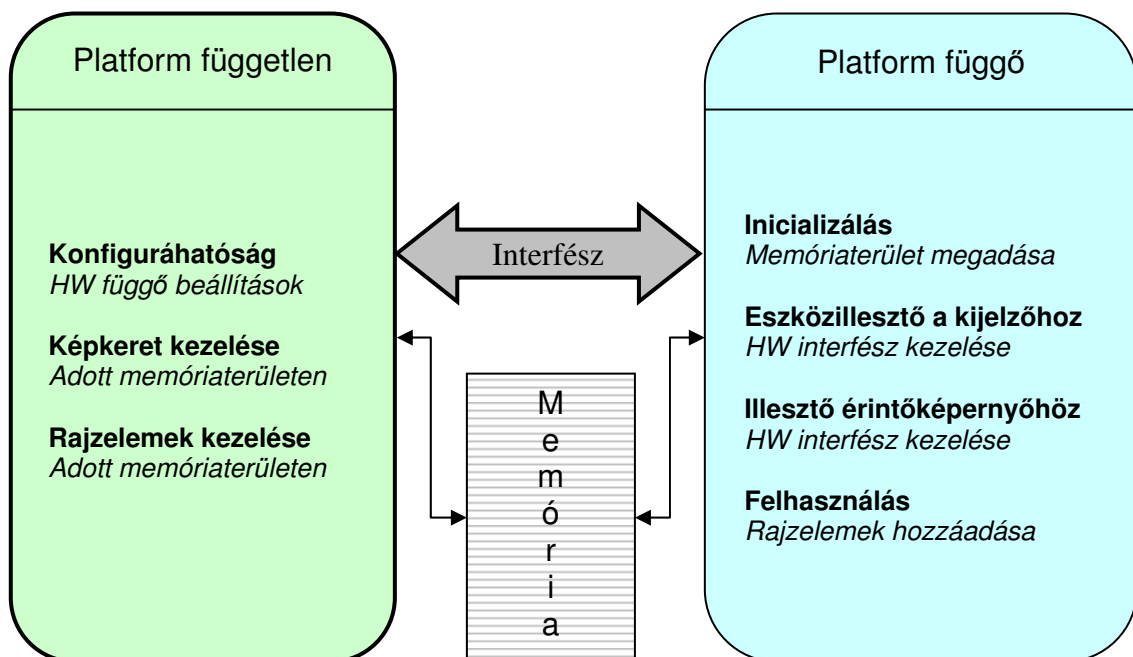 Platform független
Konfiguráhatóság
HW függő beállítások
Képkeret kezelése
Adott memóriaterületen
Rajzelemek kezelése
Adott memóriaterületen
Interfész
M
e
m
ó
r
i
a
Platform függő
Inicializálás
Memóriaterület megadása
Eszközillesztő a kijelzőhoz
HW interfész kezelése
Illesztő érintőképernyőhöz
HW interfész kezelése
Felhasználás
Rajzelemek hozzáadása